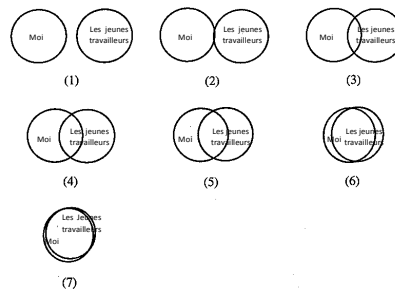 Moi
Les jeunes
travailleurs
(1)
Moi
Les jeunes
travailleurs
(2)
Moi
Les jeunes
travailleurs
(3)
Moi
Les jeunes
travailleurs
(4)
Moi
Les jeunes
travailleurs
(5)
Moi
Les jeunes
travailleurs
(6)
Les Jeunes
travailleurs
Moi
(7)